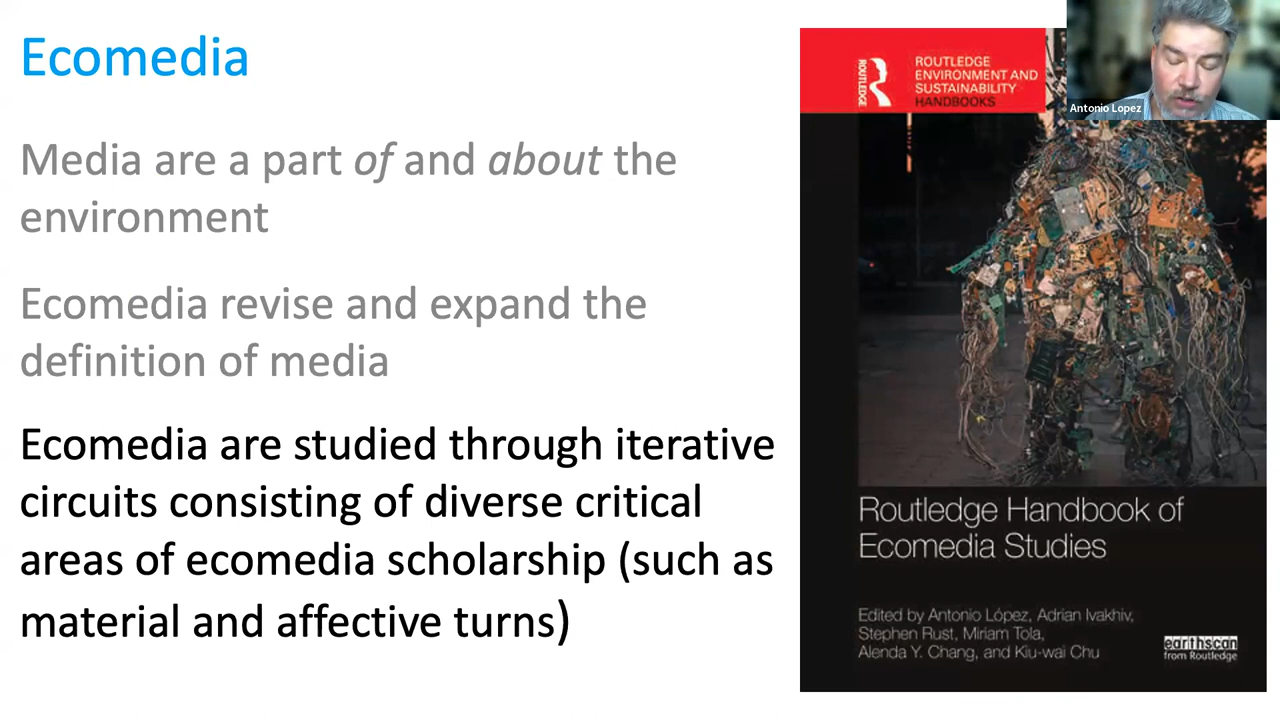 Ecomedia
Media are a part of and about the
environment
Ecomedia revise and expand the
definition of media
Ecomedia are studied through iterative
circuits consisting of diverse critical
areas of ecomedia scholarship (such as
material and affective turns)
ROUTLEDGE
ROUTLEDGE
ENVIRONMENT AND
SUSTAINABILITY
HANDBOOKS
Antonio Lopez
Routledge Handbook of
Ecomedia Studies
Edited by Antonio López, Adrian Ivakhiv,
Stephen Rust, Miriam Tola,
Alenda Y. Chang, and Kiu-wai Chu
earthscan
from Routledge